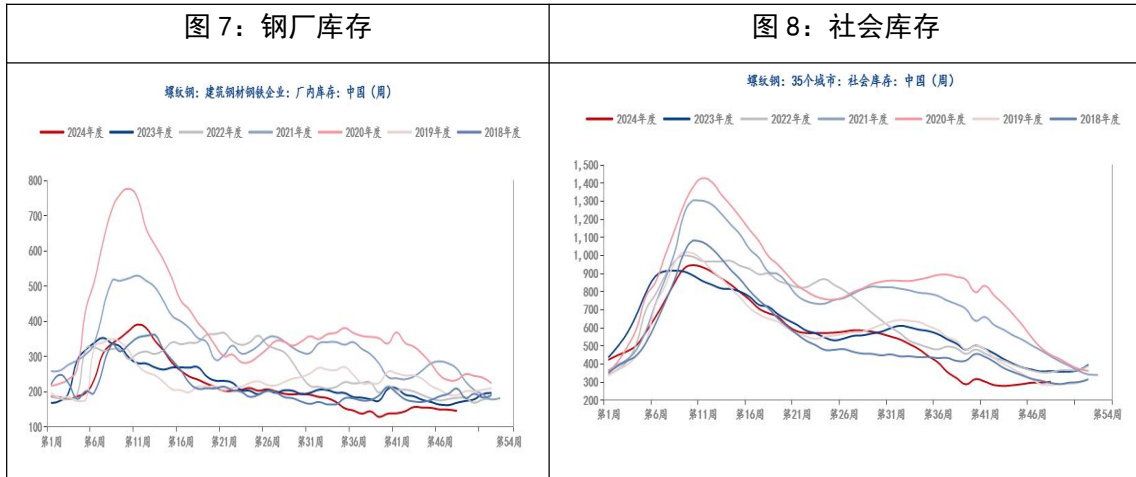 图 7：钢厂库存
螺纹钢：建筑钢材钢铁企业：厂内库存：中国（周）
2024年度 2023年度 2022年度 2021年度 2020年度 2019年度 2018年度
800
700
600
500
400
300
200
100
第1周 第6周 第11周 第16周 第21周 第26周 第31周 第36周 第41周 第46周 第54周
图 8：社会库存
螺纹钢：35个城市：社会库存：中国（周）
2024年度 2023年度 2022年度 2021年度 2020年度 2019年度 2018年度
1,500
1,400
1,300
1,200
1,100
1,000
900
800
700
600
500
400
300
200
第1周 第6周 第11周 第16周 第21周 第26周 第31周 第36周 第41周 第46周 第54周